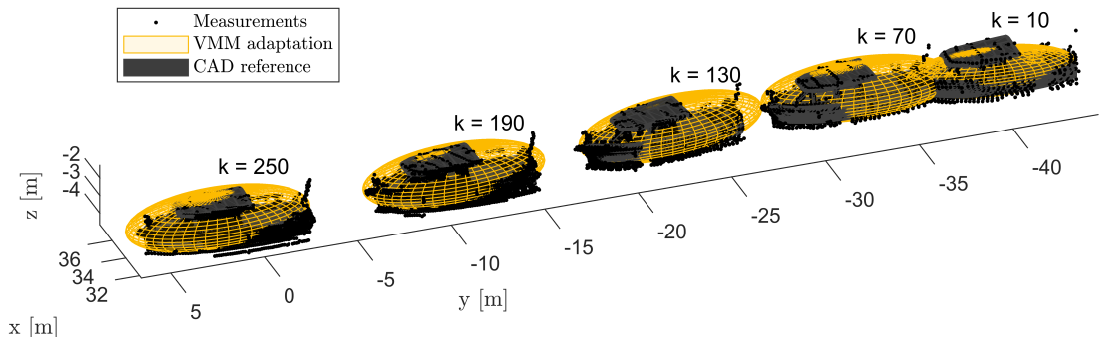 Measurements
VMM adaptation
CAD reference
k = 10
k = 70
k = 130
k = 190
k = 250
-2
-3
-4
z [m]
36
34
32
x [m]
5
0
-5
-10
-15
-20
-25
-30
-35
-40
y [m]